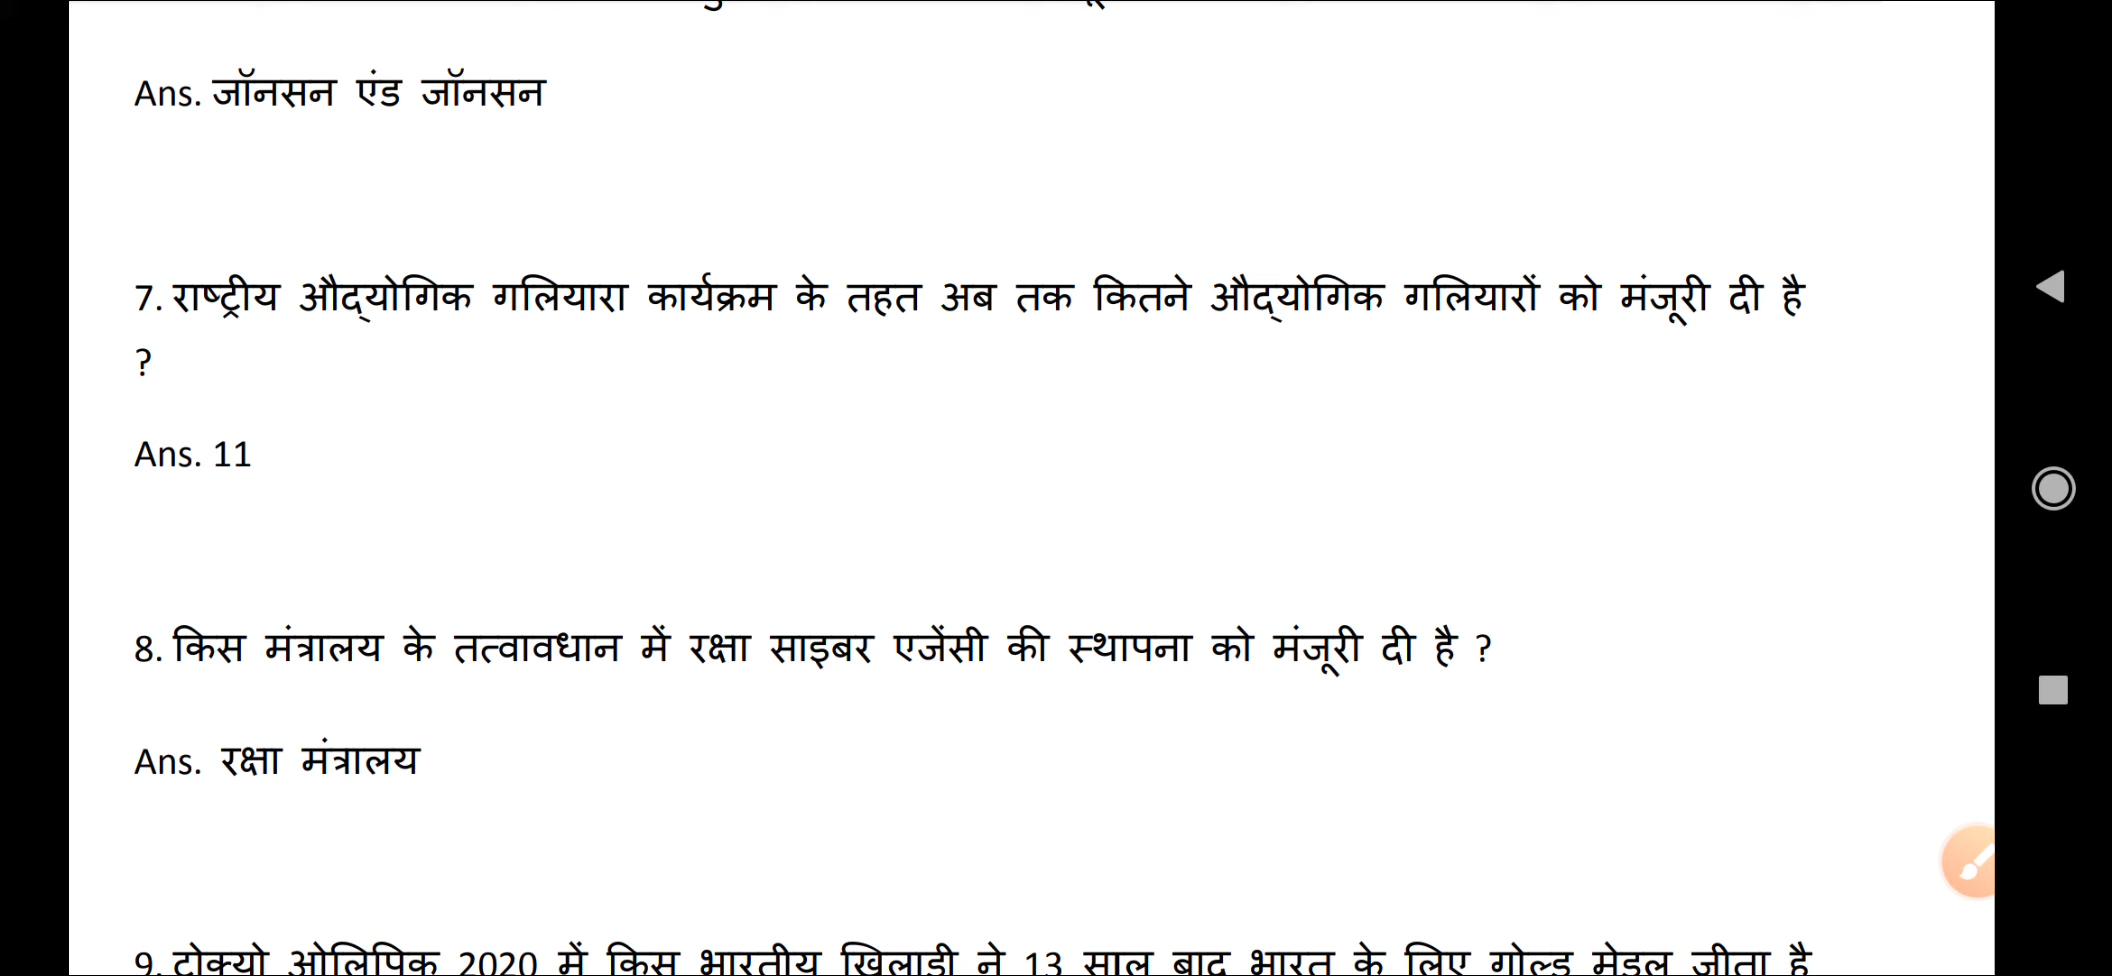 Ans. जॉनसन एंड जॉनसन
7. राष्ट्रीय औद्योगिक गलियारा कार्यक्रम के तहत अब तक कितने औद्योगिक गलियारों को मंजूरी दी है
?
Ans. 11
8. किस मंत्रालय के तत्वावधान में रक्षा साइबर एजेंसी की स्थापना को मंजूरी दी है ?
Ans. रक्षा मंत्रालय
9. टोक्यो ओलिपिक 2020 में किस भारतीय खिलाडी ने 13 साल बाद भारत के लिए गोल्ड मेडल जीता है